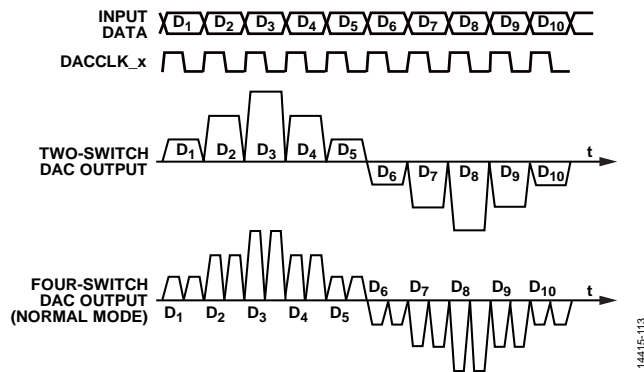 INPUT
DATA
D1 D2 D3 D4 D5 D6 D7 D8 D9 D10
DACCLK_x
TWO-SWITCH
DAC OUTPUT
D1 D2 D3 D4 D5 D6 D7 D8 D9 D10
t
FOUR-SWITCH
DAC OUTPUT
(NORMAL MODE)
D1 D2 D3 D4 D5 D6 D7 D8 D9 D10
t
14415-113